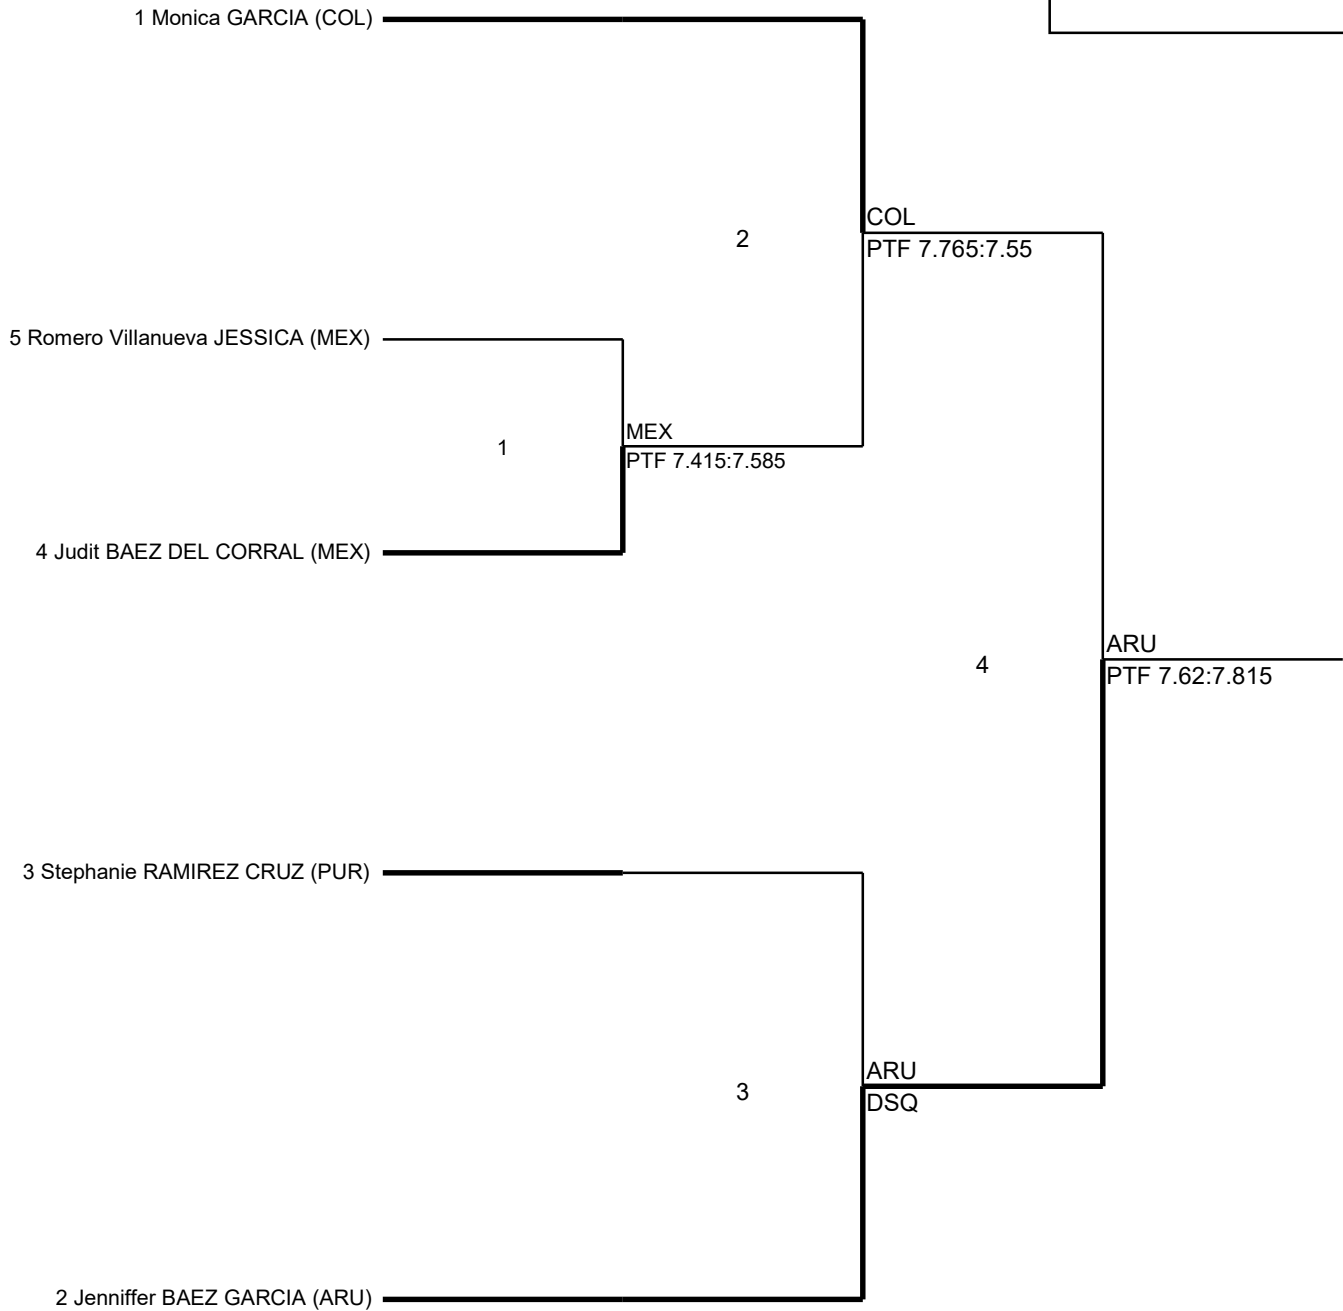 1 Monica GARCIA (COL)
COL
2
PTF 7.765:7.55
5 Romero Villanueva JESSICA (MEX)
MEX
1
PTF 7.415:7.585
4 Judit BAEZ DEL CORRAL (MEX)
ARU
4
PTF 7.62:7.815
3 Stephanie RAMIREZ CRUZ (PUR)
ARU
3
DSQ
2 Jenniffer BAEZ GARCIA (ARU)